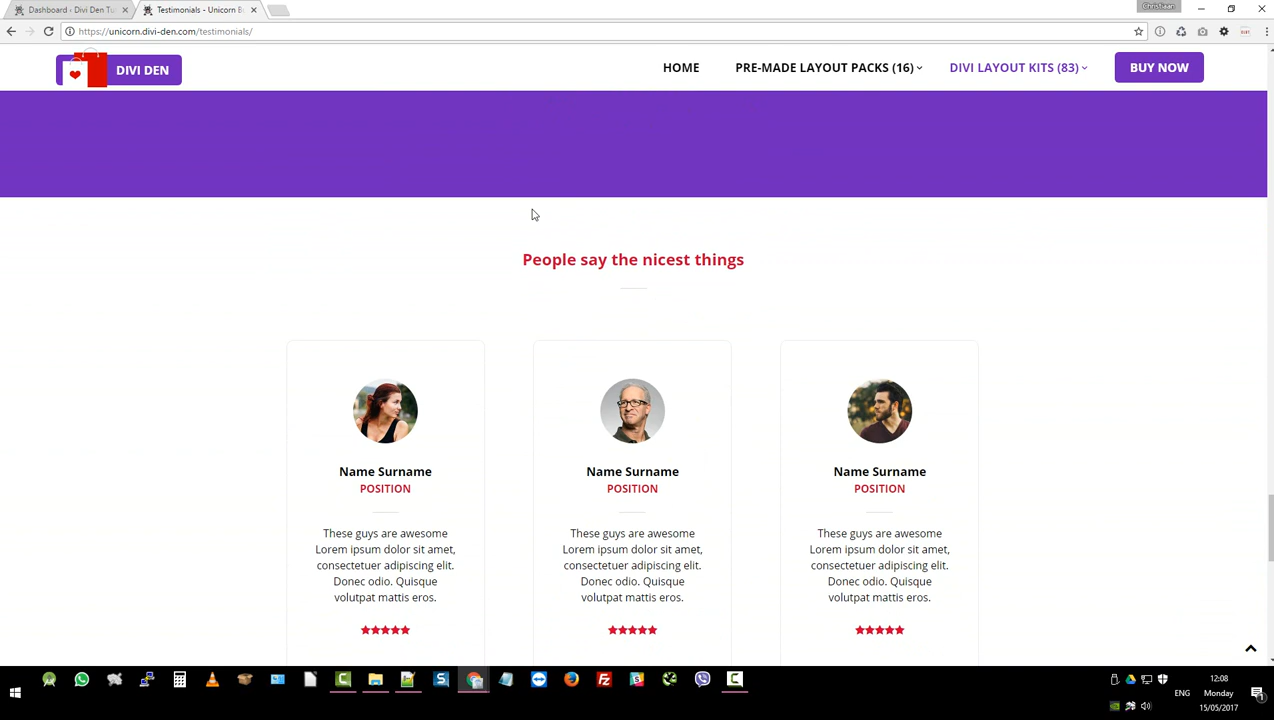 Dashboard ‹ Divi Den Tu
Testimonials - Unicorn B
Christiaan
https://unicorn.divi-den.com/testimonials/
DIVI DEN
HOME
PRE-MADE LAYOUT PACKS (16)
DIVI LAYOUT KITS (83)
BUY NOW
People say the nicest things
Name Surname
POSITION
These guys are awesome
Lorem ipsum dolor sit amet,
consectetuer adipiscing elit.
Donec odio. Quisque
volutpat mattis eros.
Name Surname
POSITION
These guys are awesome
Lorem ipsum dolor sit amet,
consectetuer adipiscing elit.
Donec odio. Quisque
volutpat mattis eros.
Name Surname
POSITION
These guys are awesome
Lorem ipsum dolor sit amet,
consectetuer adipiscing elit.
Donec odio. Quisque
volutpat mattis eros.
12:08
ENG
Monday
15/05/2017